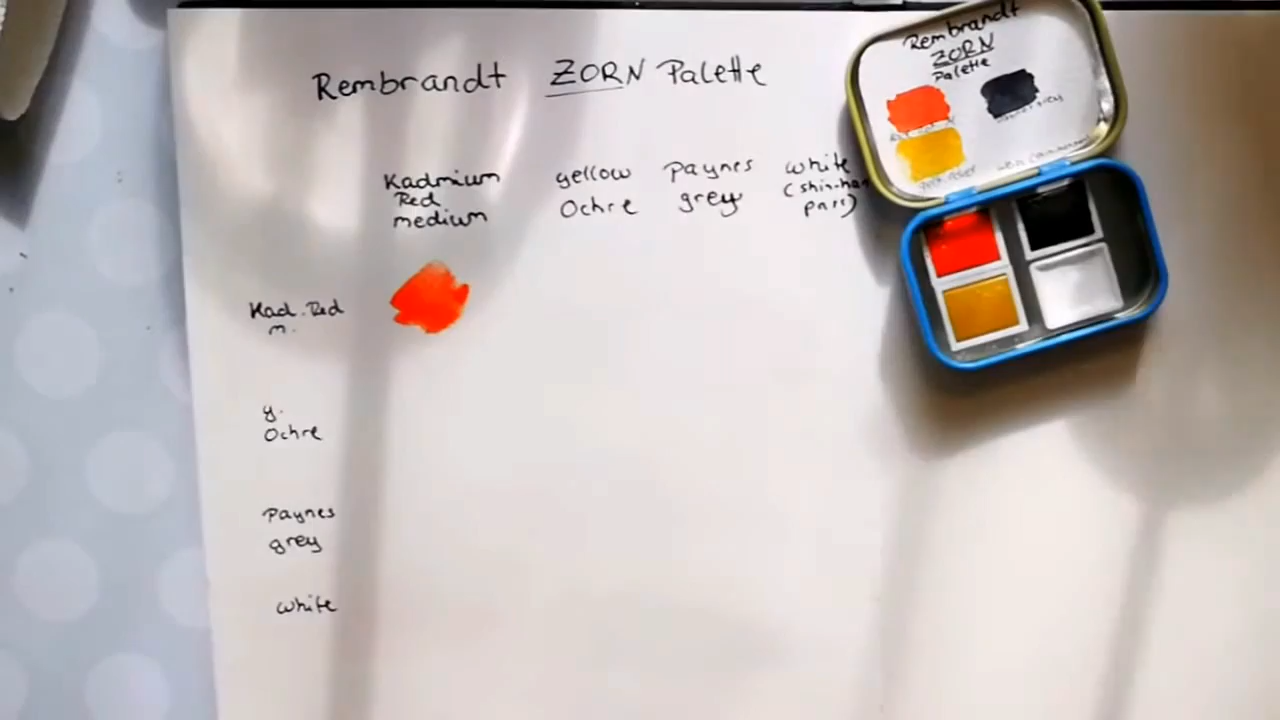 Rembrandt ZORN Palette
Kadmium yellow Paynes white
Red Ochre grey (shin-han
medium pass)
Kad. Red
m.
y.
Ochre
Paynes
grey
white
Rembrandt
ZORN
Palette